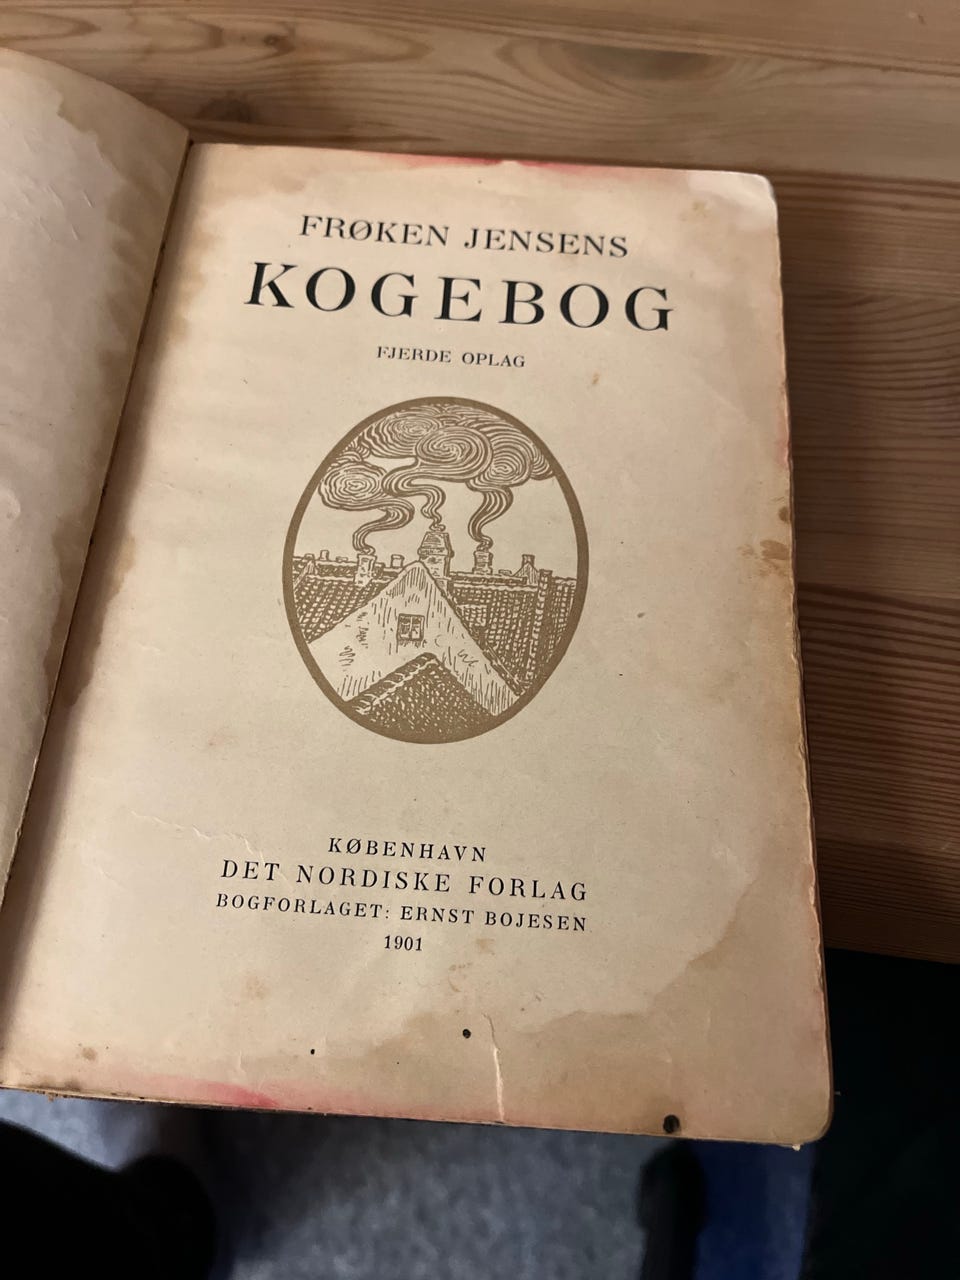 FRØKEN JENSENS
KOGEBOG
FJERDE OPLAG
KØBENHAVN
DET NORDISKE FORLAG
BOGFORLAGET: ERNST BOJESEN
1901